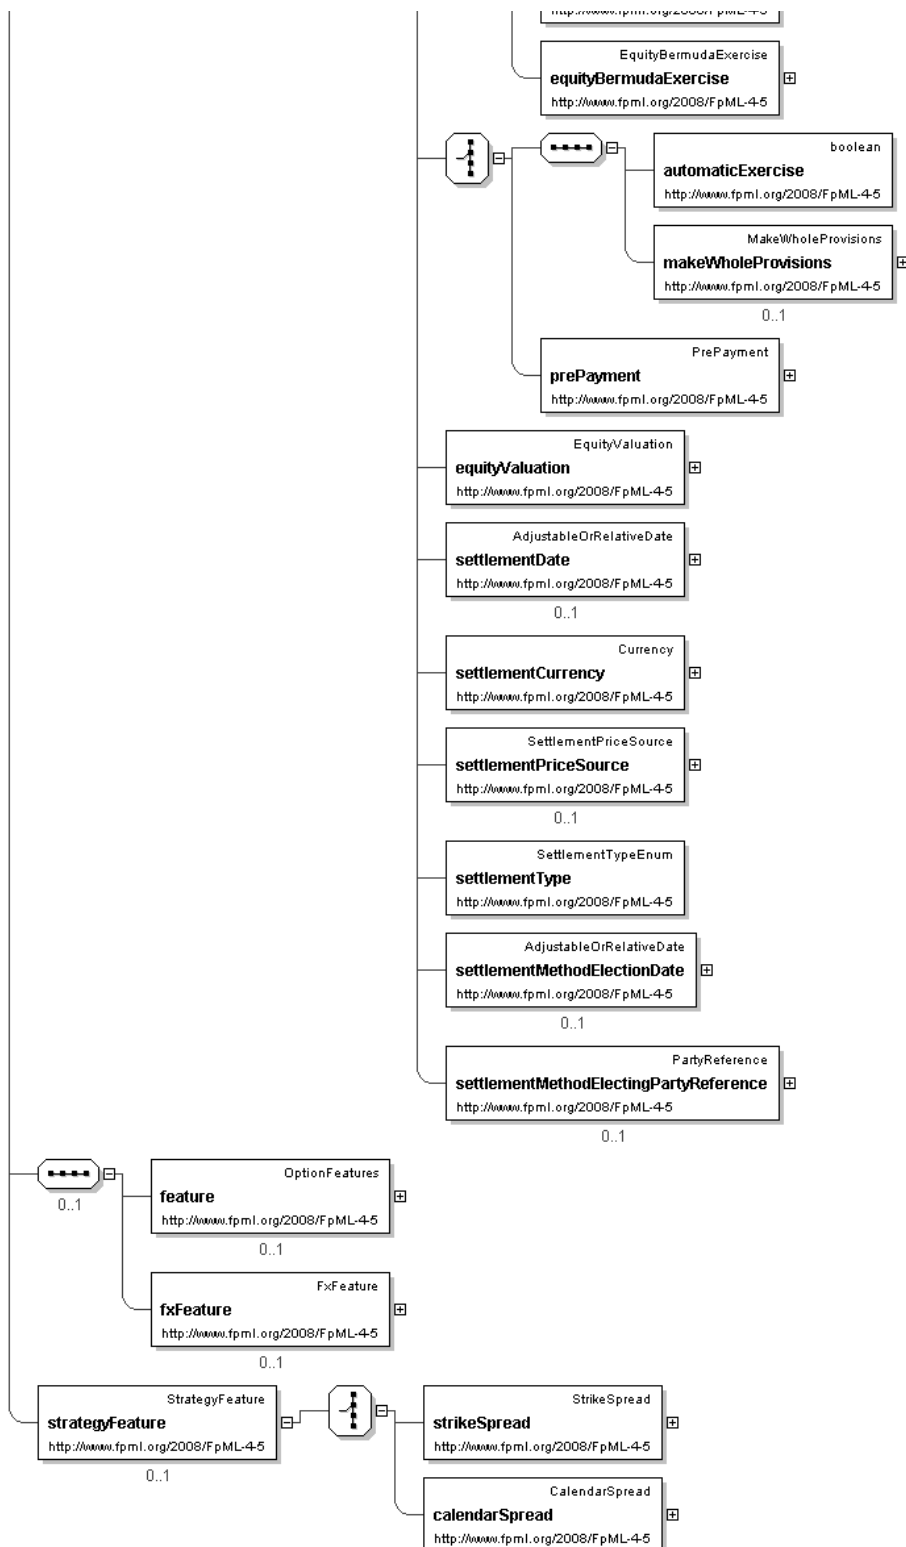 http://www.fpml.org/2008/FpML-4-5
EquityBermudaExercise
equityBermudaExercise
http://www.fpml.org/2008/FpML-4-5
boolean
automaticExercise
http://www.fpml.org/2008/FpML-4-5
MakeWholeProvisions
makeWholeProvisions
http://www.fpml.org/2008/FpML-4-5
0..1
PrePayment
prePayment
http://www.fpml.org/2008/FpML-4-5
EquityValuation
equityValuation
http://www.fpml.org/2008/FpML-4-5
AdjustableOrRelativeDate
settlementDate
http://www.fpml.org/2008/FpML-4-5
0..1
Currency
settlementCurrency
http://www.fpml.org/2008/FpML-4-5
SettlementPriceSource
settlementPriceSource
http://www.fpml.org/2008/FpML-4-5
0..1
SettlementTypeEnum
settlementType
http://www.fpml.org/2008/FpML-4-5
AdjustableOrRelativeDate
settlementMethodElectionDate
http://www.fpml.org/2008/FpML-4-5
0..1
PartyReference
settlementMethodElectingPartyReference
http://www.fpml.org/2008/FpML-4-5
0..1
0..1
OptionFeatures
feature
http://www.fpml.org/2008/FpML-4-5
0..1
FxFeature
fxFeature
http://www.fpml.org/2008/FpML-4-5
0..1
StrategyFeature
strategyFeature
http://www.fpml.org/2008/FpML-4-5
0..1
StrikeSpread
strikeSpread
http://www.fpml.org/2008/FpML-4-5
CalendarSpread
calendarSpread
http://www.fpml.org/2008/FpML-4-5